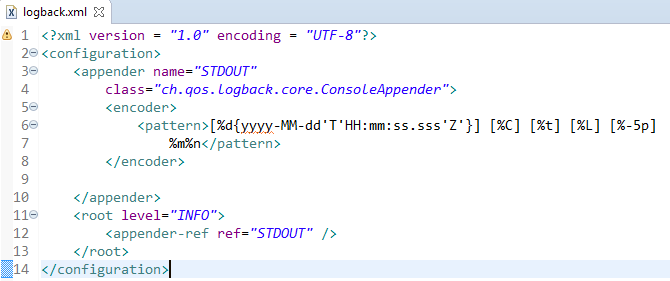 logback.xml
1 <?xml version = "1.0" encoding = "UTF-8"?>
2 <configuration>
3 <appender name="STDOUT"
4 class="ch.qos.logback.core.ConsoleAppender">
5 <encoder>
6 <pattern>[%d{yyyy-MM-dd'T'HH:mm:ss.sss'Z'}] [%C] [%t] [%L] [%-5p]
7 %m%n</pattern>
8 </encoder>
9
10 </appender>
11 <root level="INFO">
12 <appender-ref ref="STDOUT" />
13 </root>
14 </configuration>